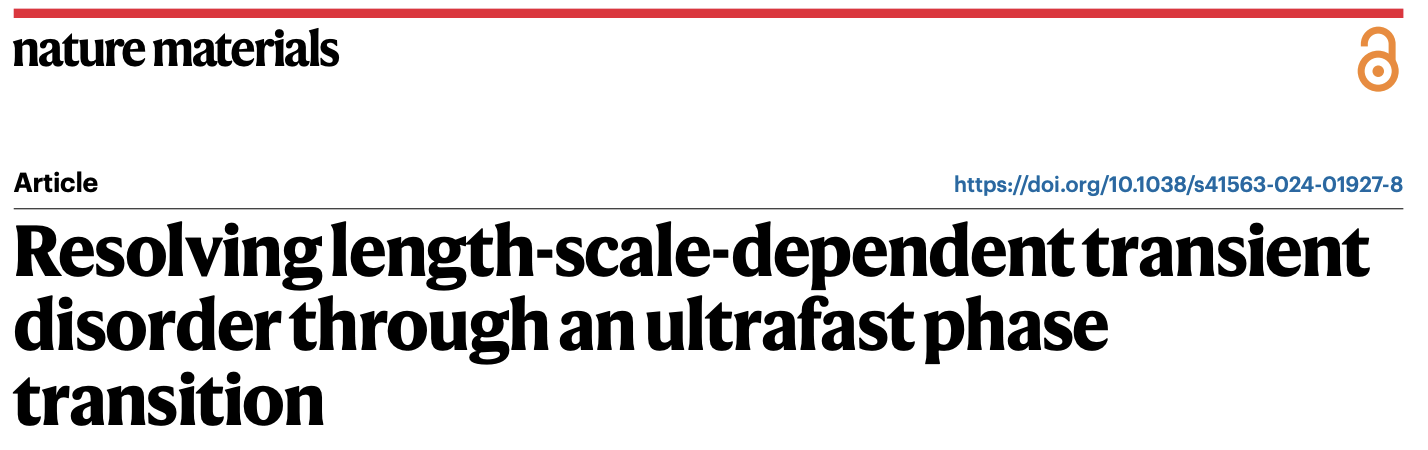 nature materials
Article
https://doi.org/10.1038/s41563-024-01927-8
Resolving length-scale-dependent transient
disorder through an ultrafast phase
transition